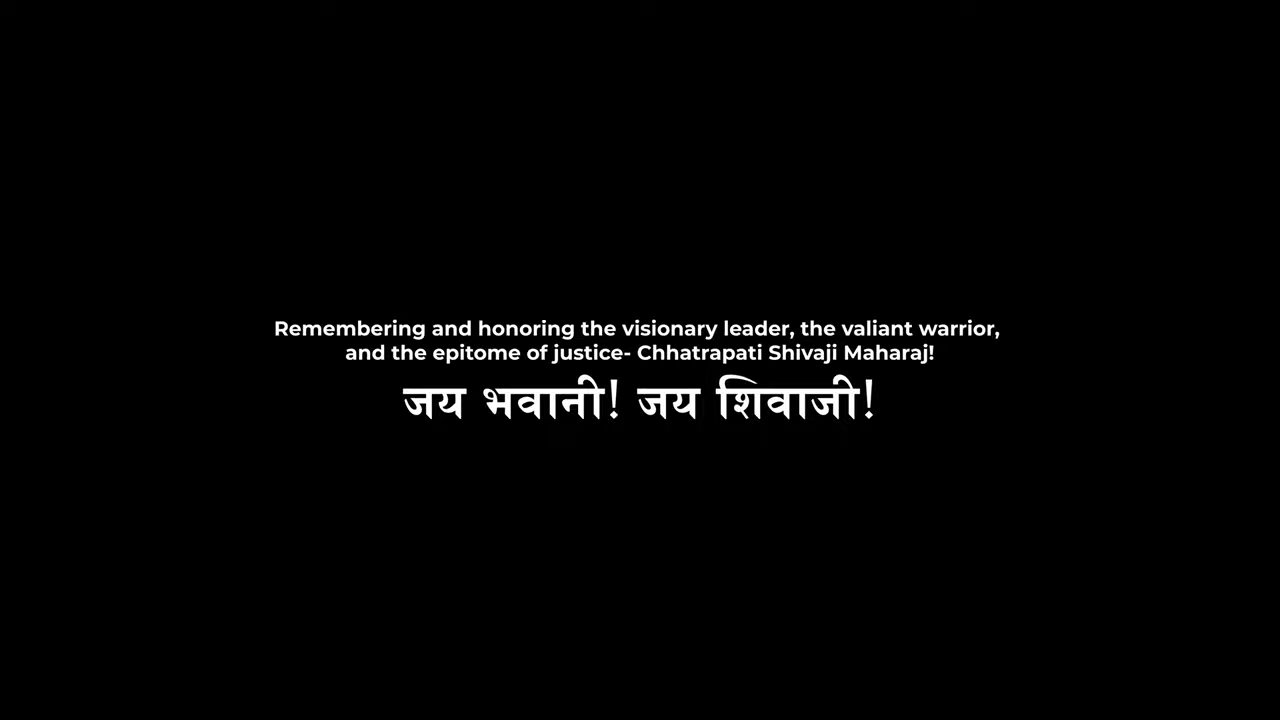 Remembering and honoring the visionary leader, the valiant warrior,
and the epitome of justice- Chhatrapati Shivaji Maharaj!
जय भवानी! जय शिवाजी!